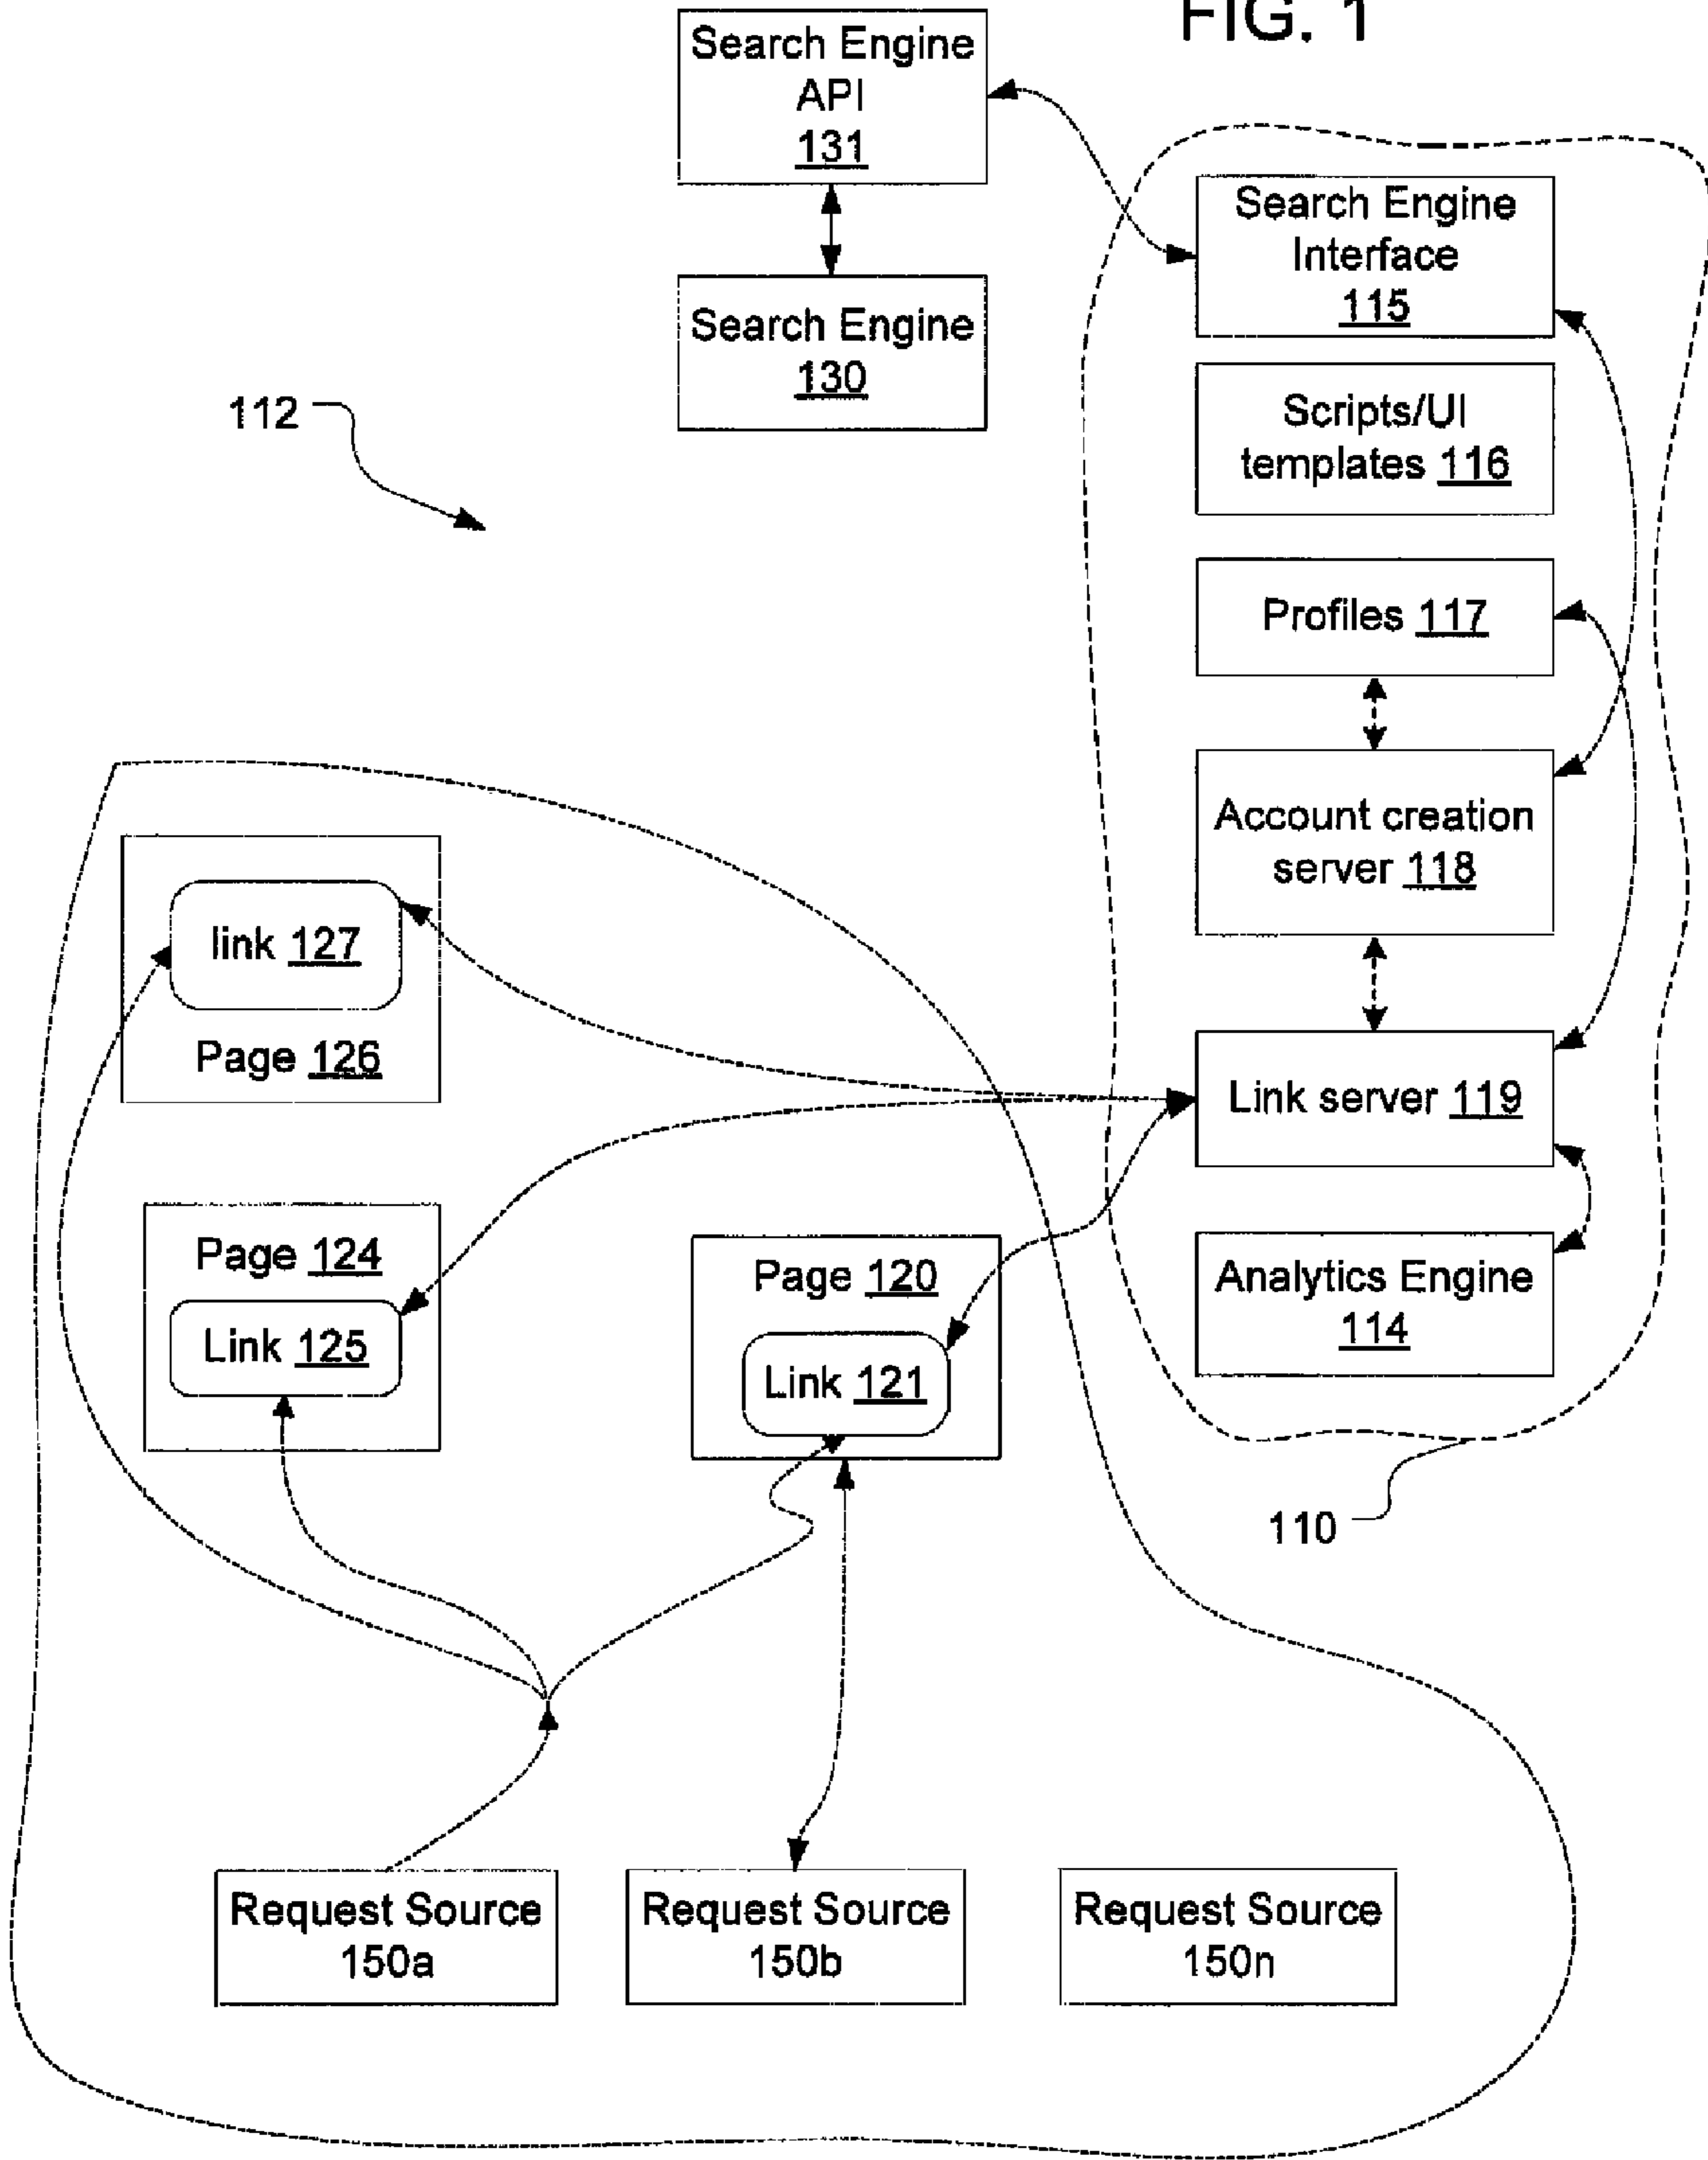 FIG. 1
Search Engine
API
131
Search Engine
Interface
115
Search Engine
130
112
Scripts/UI
templates 116
Profiles 117
Account creation
server 118
link 127
Page 126
Link server 119
Page 124
Link 125
Page 120
Link 121
Analytics Engine
114
110
Request Source
150a
Request Source
150b
Request Source
150n